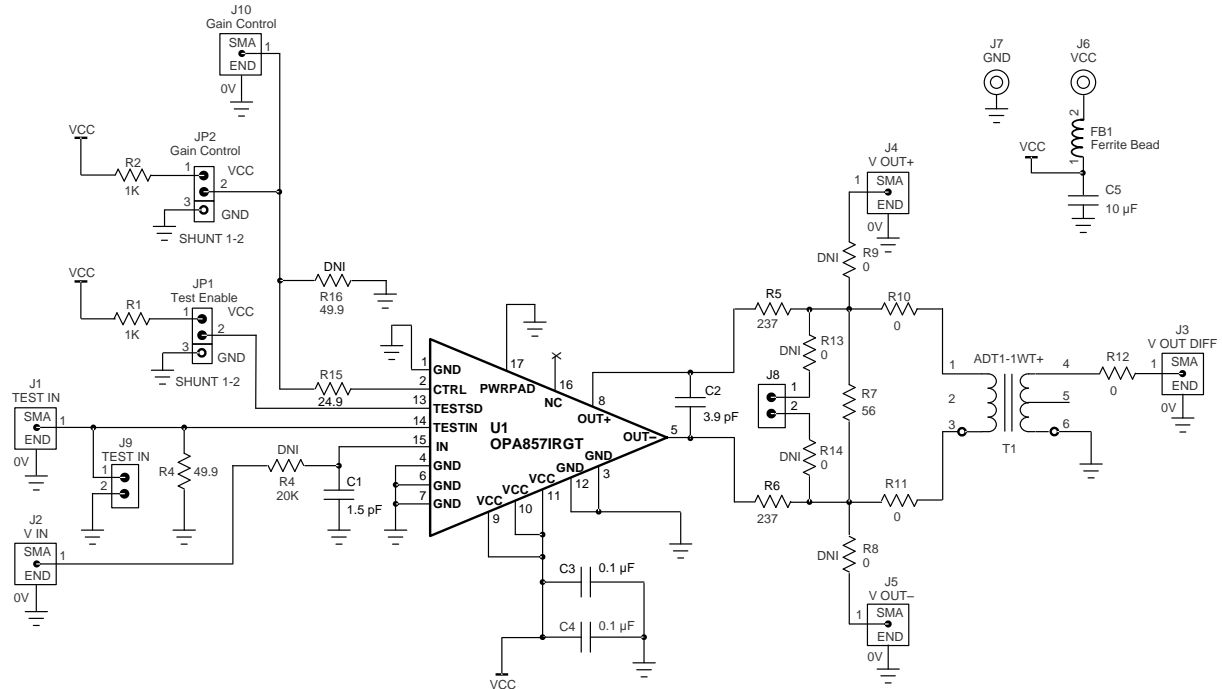 J10
Gain Control
SMA
1
END
0V
VCC
JP2
Gain Control
R2
1K
1
VCC
2
3
GND
SHUNT 1-2
VCC
JP1
Test Enable
R1
1K
1
VCC
2
3
GND
SHUNT 1-2
DNI
R16
49.9
R15
24.9
J1
TEST IN
SMA
1
END
0V
J9
TEST IN
1
2
R4
49.9
DNI
R4
20K
C1
1.5 pF
J2
V IN
SMA
1
END
0V
1
GND
2
CTRL
13
TESTSD
14
TESTIN
15
IN
4
GND
6
GND
7
GND
17
PWRPAD
16
NC
8
OUT+
U1
OPA857IRGT
OUT–
5
GND
3
GND
12
VCC
11
VCC
10
VCC
9
C3
0.1 µF
C4
0.1 µF
VCC
C2
3.9 pF
R5
237
R6
237
J8
1
2
DNI
R13
0
DNI
R14
0
R7
56
DNI
R9
0
J4
V OUT+
1
SMA
END
0V
R10
0
R11
0
DNI
R8
0
J5
V OUT–
1
SMA
END
0V
ADT1-1WT+
1
2
3
4
5
6
T1
R12
0
J3
V OUT DIFF
1
SMA
END
0V
J7
GND
J6
VCC
2
FB1
Ferrite Bead
1
VCC
C5
10 µF